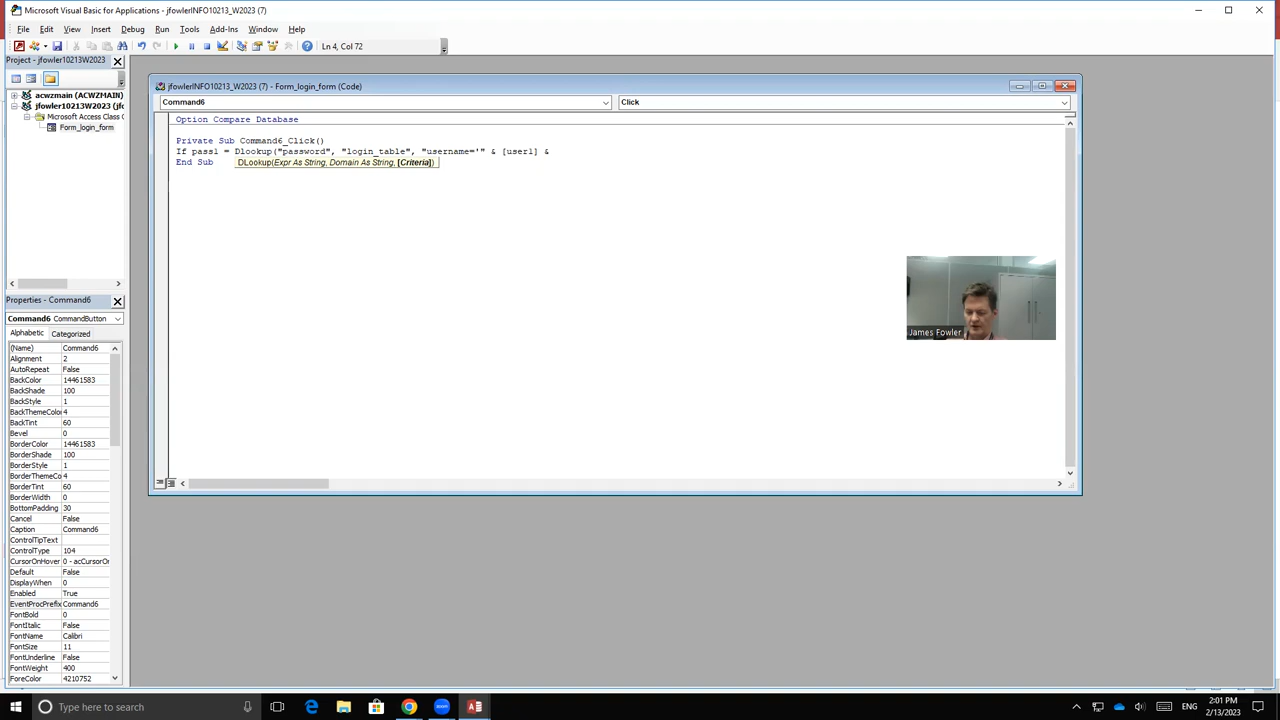 Microsoft Visual Basic for Applications - jfowlerINFO10213_W2023 (7)
File Edit View Insert Debug Run Tools Add-Ins Window Help
Ln 4, Col 72
Project - jfowler10213W2023
acwzmain (ACWZMAIN)
jfowler10213W2023 (jfo
Microsoft Access Class O
Form_login_form
jfowlerINFO10213_W2023 (7) - Form_login_form (Code)
Command6
Click
Option Compare Database
Private Sub Command6_Click()
If pass1 = Dlookup("password", "login_table", "username='" & [user1] &
End Sub
DLookup(Expr As String, Domain As String, [Criteria])
James Fowler
Properties - Command6
Command6 CommandButton
Alphabetic Categorized
(Name) Command6
Alignment 2
AutoRepeat False
BackColor 14461583
BackShade 100
BackStyle 1
BackThemeColor 4
BackTint 60
Bevel 0
BorderColor 14461583
BorderShade 100
BorderStyle 1
BorderThemeCo 4
BorderTint 60
BorderWidth 0
BottomPadding 30
Cancel False
Caption Command6
ControlTipText
ControlType 104
CursorOnHover 0 - acCursorOn
Default False
DisplayWhen 0
Enabled True
EventProcPrefix Command6
FontBold 0
FontItalic False
FontName Calibri
FontSize 11
FontUnderline False
FontWeight 400
ForeColor 4210752
Type here to search
ENG
2:01 PM
2/13/2023